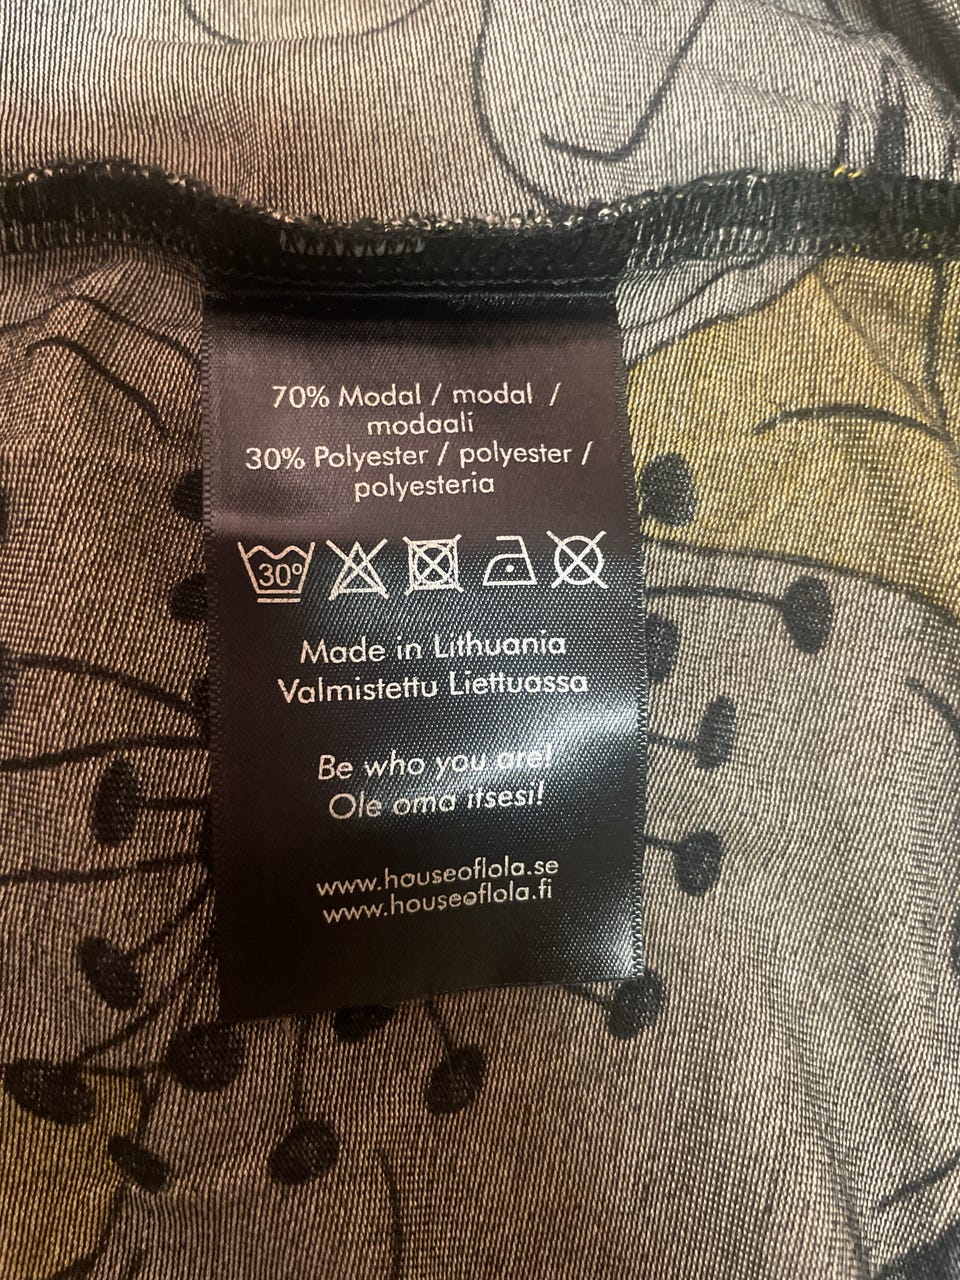 70% Modal / modal /
modaali
30% Polyester / polyester /
polyesteria
30°
Made in Lithuania
Valmistettu Liettuassa
Be who you are!
Ole oma itsesi!
www.houseoflola.se
www.houseoflola.fi